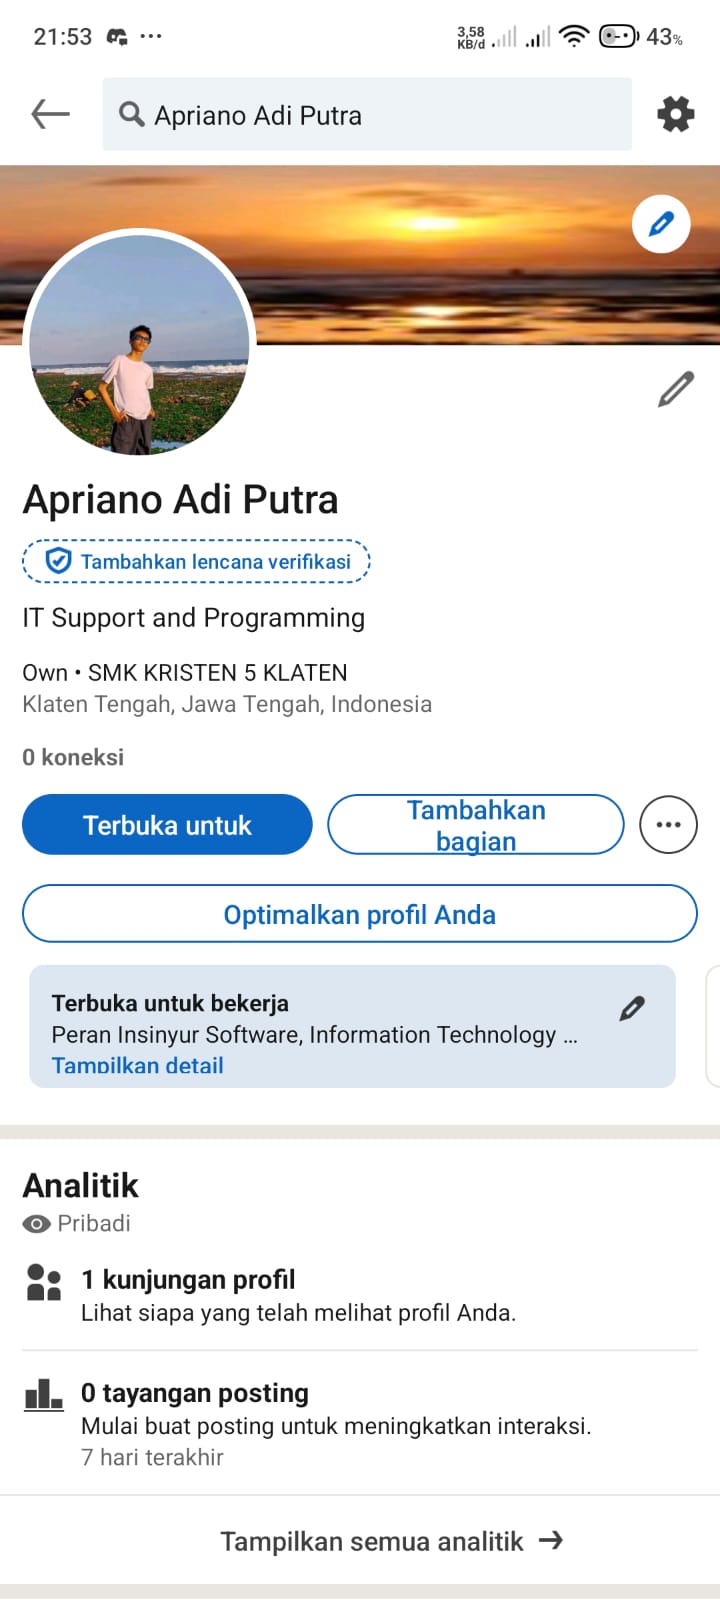 21:53 ... 3,58 KB/d 43%
Apriano Adi Putra
Apriano Adi Putra
Tambahkan lencana verifikasi
IT Support and Programming
Own • SMK KRISTEN 5 KLATEN
Klaten Tengah, Jawa Tengah, Indonesia
0 koneksi
Terbuka untuk
Tambahkan
bagian
Optimalkan profil Anda
Terbuka untuk bekerja
Peran Insinyur Software, Information Technology ...
Tampilkan detail
Analitik
Pribadi
1 kunjungan profil
Lihat siapa yang telah melihat profil Anda.
0 tayangan posting
Mulai buat posting untuk meningkatkan interaksi.
7 hari terakhir
Tampilkan semua analitik →